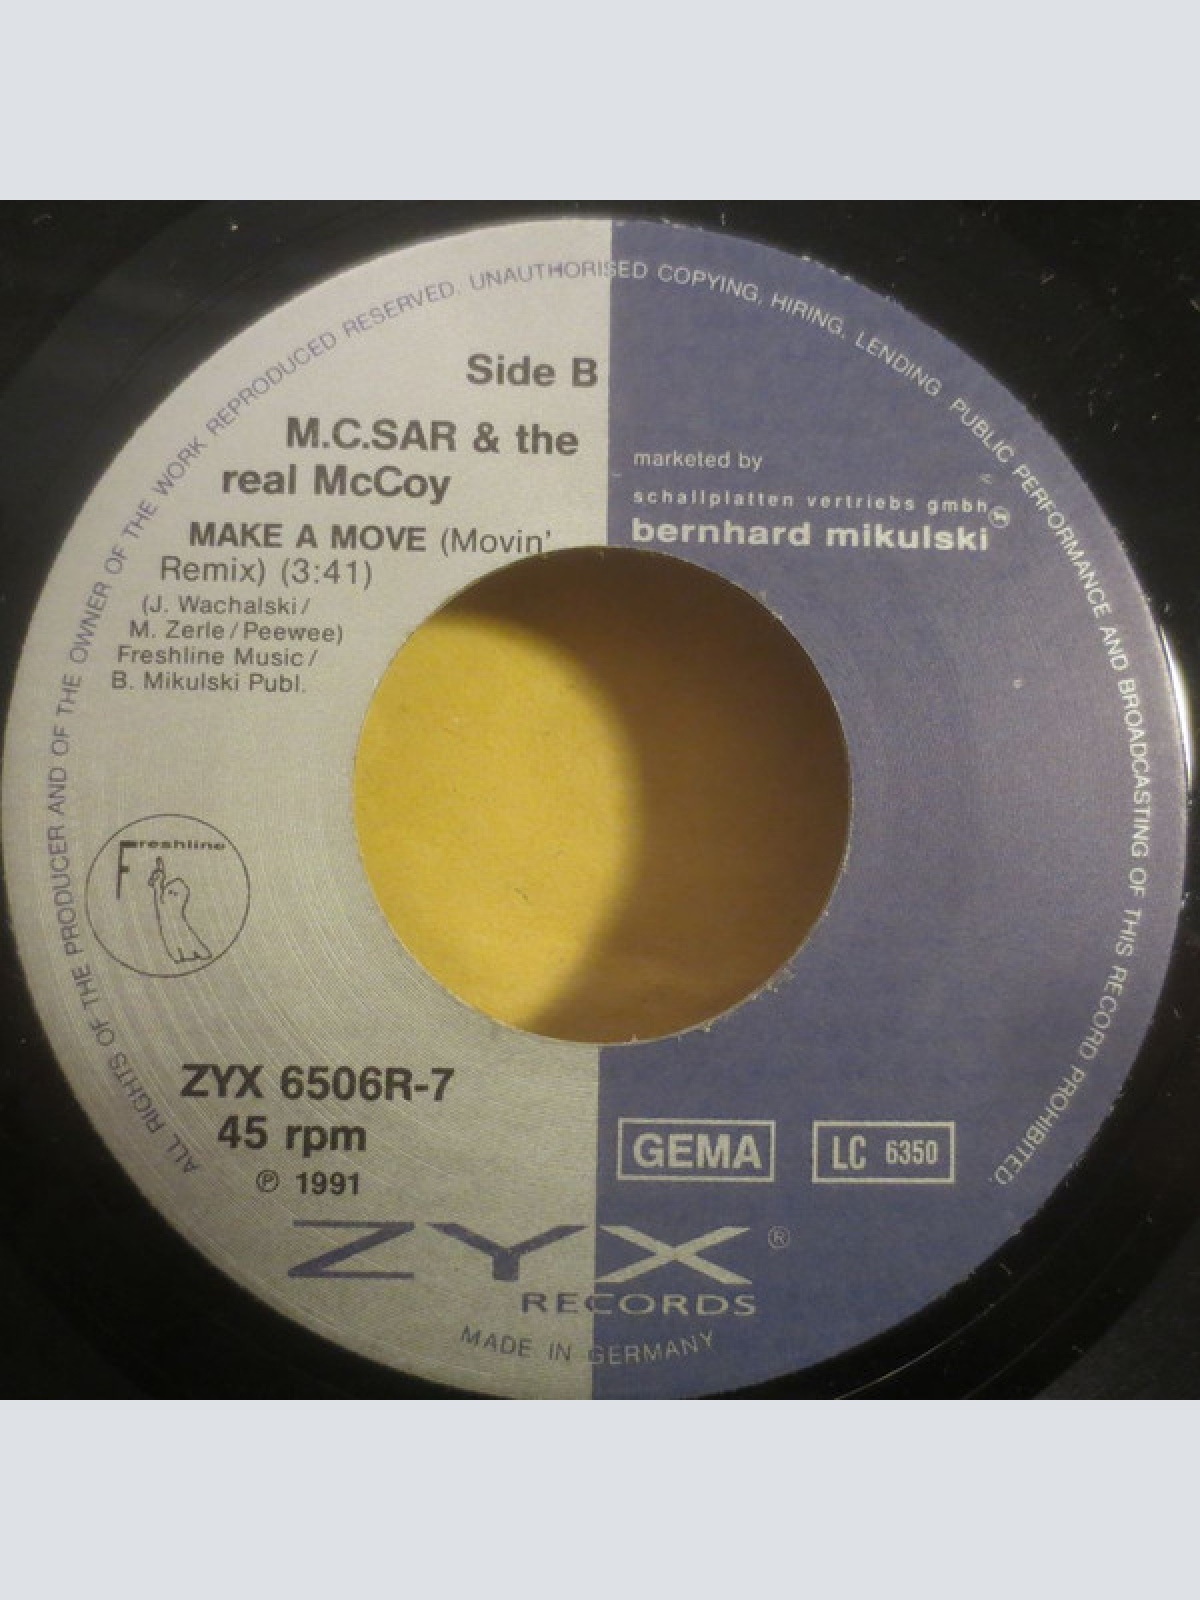 ALL RIGHTS OF THE PRODUCER AND OF THE OWNER OF THE WORK REPRODUCED RESERVED. UNAUTHORISED COPYING, HIRING, LENDING PUBLIC PERFORMANCE AND BROADCASTING OF THIS RECORD PROHIBITED.
Side B
M.C.SAR & the
real McCoy
MAKE A MOVE (Movin'
Remix) (3:41)
(J. Wachalski/
M. Zerle/Peewee)
Freshline Music/
B. Mikulski Publ.
marketed by
schallplatten vertriebs gmbh
bernhard mikulski
Freshline
ZYX 6506R-7
45 rpm
℗ 1991
GEMA
LC 6350
ZYX ®
RECORDS
MADE IN GERMANY